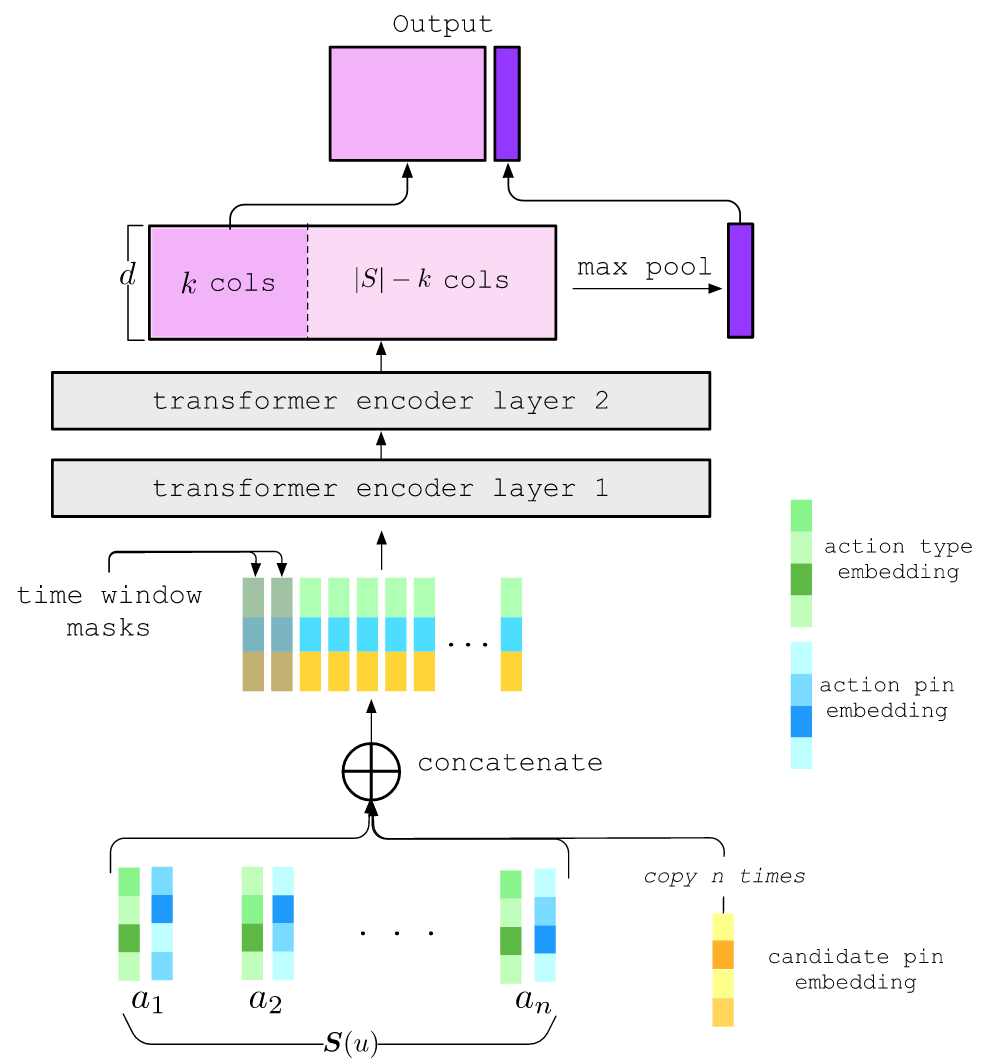 Output
d
k cols
|S| − k cols
max pool
transformer encoder layer 2
transformer encoder layer 1
time window
masks
...
action type
embedding
action pin
embedding
concatenate
copy n times
. . .
candidate pin
embedding
a1
a2
an
S(u)